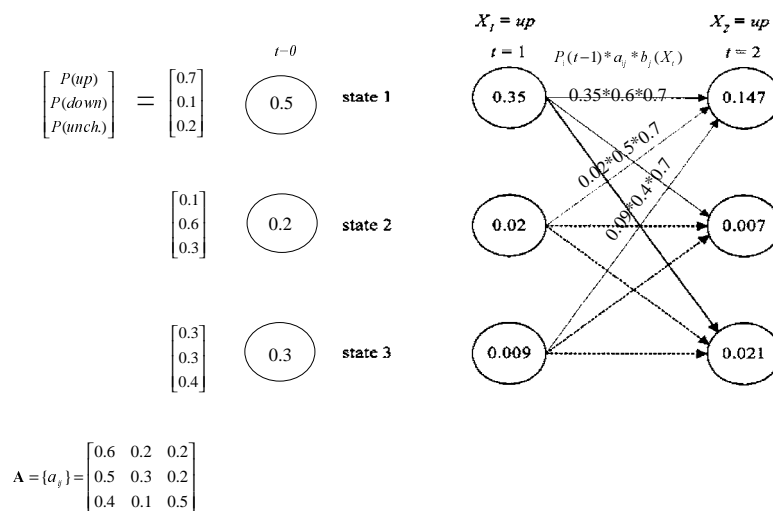 X₁ = up X₂ = up
t−0 t = 1 Pᵢ(t−1)*aᵢⱼ*bⱼ(Xₜ) t = 2
[P(up) P(down) P(unch.)] = [0.7 0.1 0.2] 0.5 state 1 0.35 0.35*0.6*0.7 0.147
0.02*0.5*0.7
0.09*0.4*0.7
[0.1 0.6 0.3] 0.2 state 2 0.02 0.007
[0.3 0.3 0.4] 0.3 state 3 0.009 0.021
A = {aᵢⱼ} = [0.6 0.2 0.2
0.5 0.3 0.2
0.4 0.1 0.5]